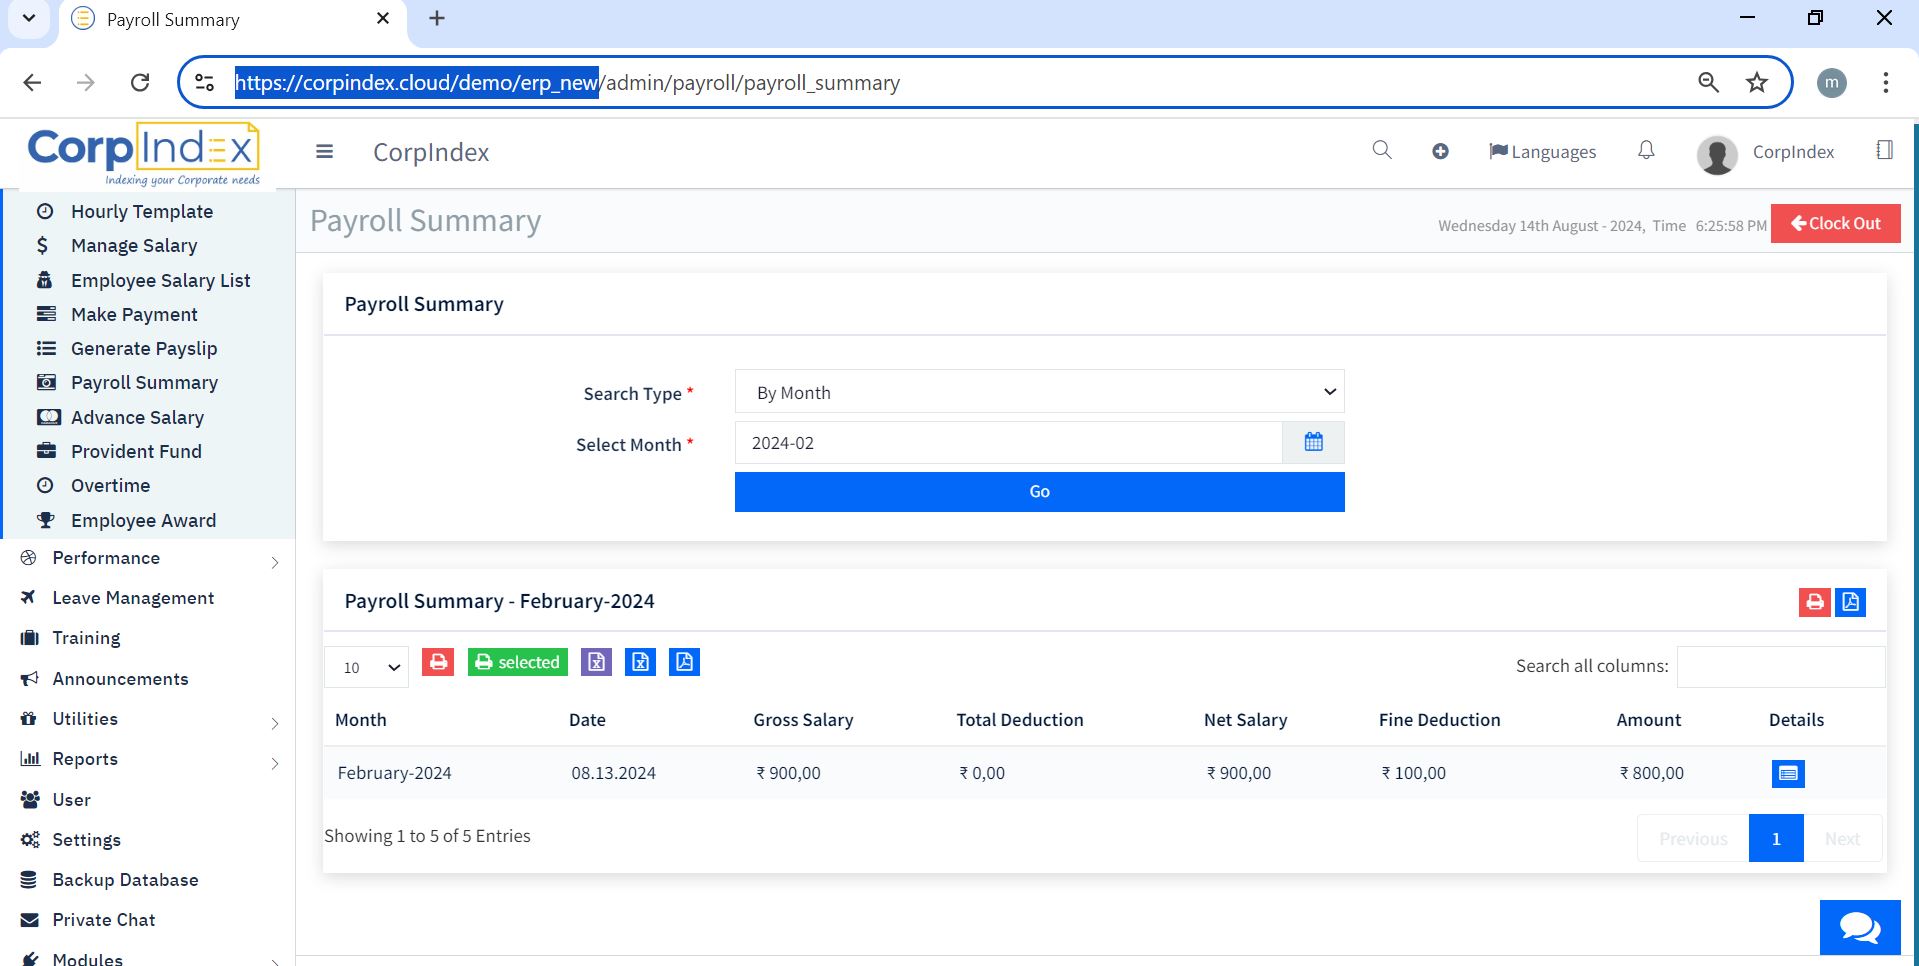 Payroll Summary
https://corpindex.cloud/demo/erp_new/admin/payroll/payroll_summary
m
CorpIndex
Indexing your Corporate needs
CorpIndex
Languages
CorpIndex
Hourly Template
Manage Salary
Employee Salary List
Make Payment
Generate Payslip
Payroll Summary
Advance Salary
Provident Fund
Overtime
Employee Award
Performance
Leave Management
Training
Announcements
Utilities
Reports
User
Settings
Backup Database
Private Chat
Modules
Payroll Summary
Wednesday 14th August - 2024, Time 6:25:58 PM
Clock Out
Payroll Summary
Search Type *
By Month
Select Month *
2024-02
Go
Payroll Summary - February-2024
10
selected
Search all columns:
Month Date Gross Salary Total Deduction Net Salary Fine Deduction Amount Details
February-2024 08.13.2024 ₹ 900,00 ₹ 0,00 ₹ 900,00 ₹ 100,00 ₹ 800,00
Showing 1 to 5 of 5 Entries
Previous 1 Next